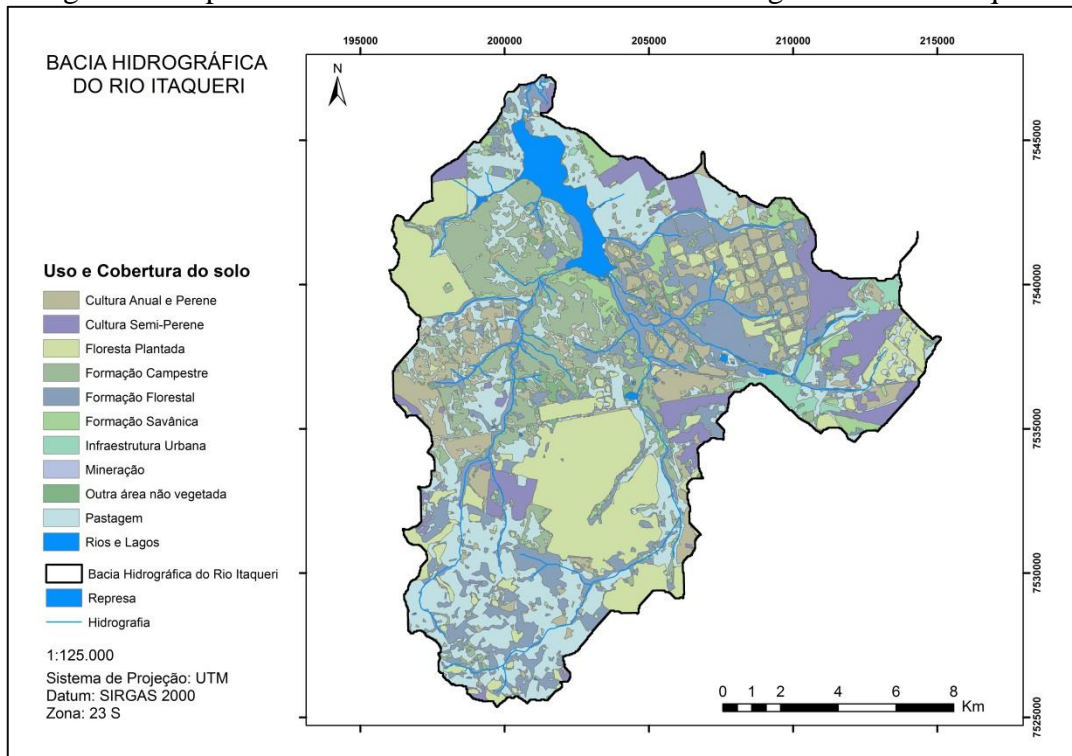 BACIA HIDROGRÁFICA
DO RIO ITAQUERI
195000 200000 205000 210000 215000
N
7545000
7540000
7535000
7530000
7525000
Uso e Cobertura do solo
Cultura Anual e Perene
Cultura Semi-Perene
Floresta Plantada
Formação Campestre
Formação Florestal
Formação Savânica
Infraestrutura Urbana
Mineração
Outra área não vegetada
Pastagem
Rios e Lagos
Bacia Hidrográfica do Rio Itaqueri
Represa
Hidrografia
1:125.000
Sistema de Projeção: UTM
Datum: SIRGAS 2000
Zona: 23 S
0 1 2 4 6 8
Km